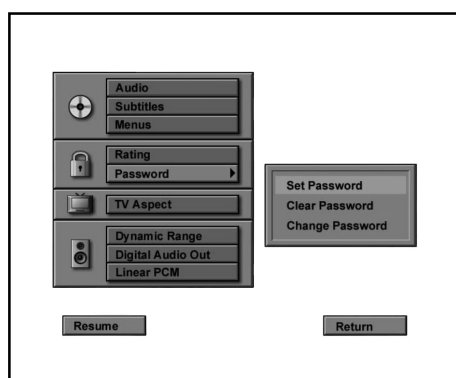 Audio
Subtitles
Menus
Rating
Password
TV Aspect
Dynamic Range
Digital Audio Out
Linear PCM
Set Password
Clear Password
Change Password
Resume
Return